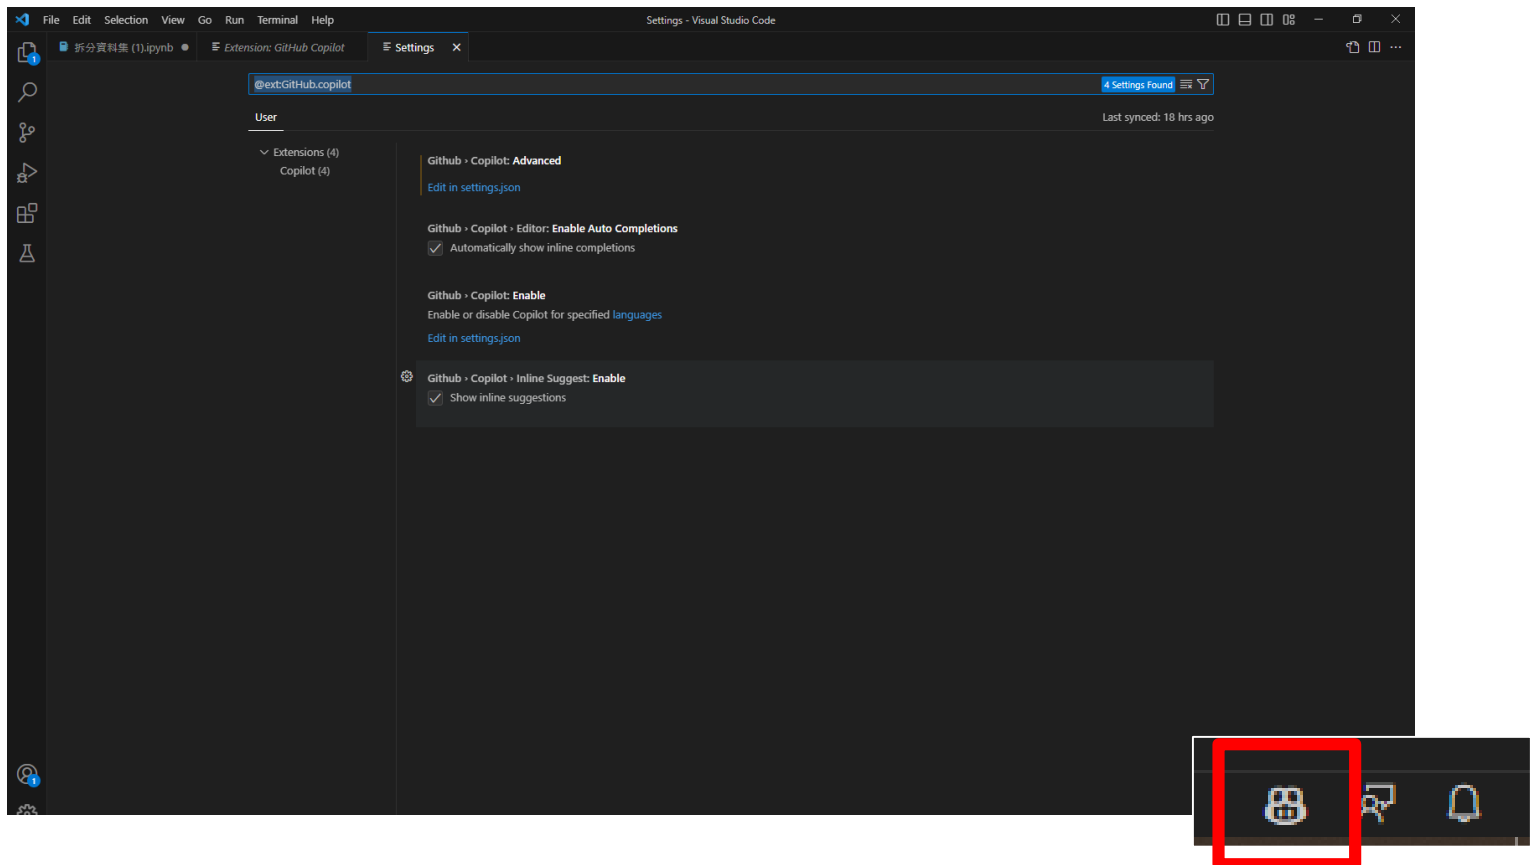 File Edit Selection View Go Run Terminal Help
Settings - Visual Studio Code
拆分資料集 (1).ipynb
Extension: GitHub Copilot
Settings
1
@ext:GitHub.copilot
4 Settings Found
User
Last synced: 18 hrs ago
Extensions (4)
Copilot (4)
Github › Copilot: Advanced
Edit in settings.json
Github › Copilot › Editor: Enable Auto Completions
Automatically show inline completions
Github › Copilot: Enable
Enable or disable Copilot for specified languages
Edit in settings.json
Github › Copilot › Inline Suggest: Enable
Show inline suggestions
1